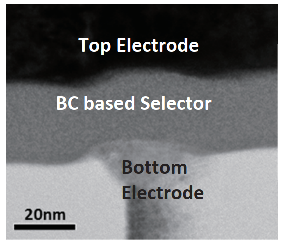 Top Electrode
BC based Selector
Bottom
Electrode
20nm